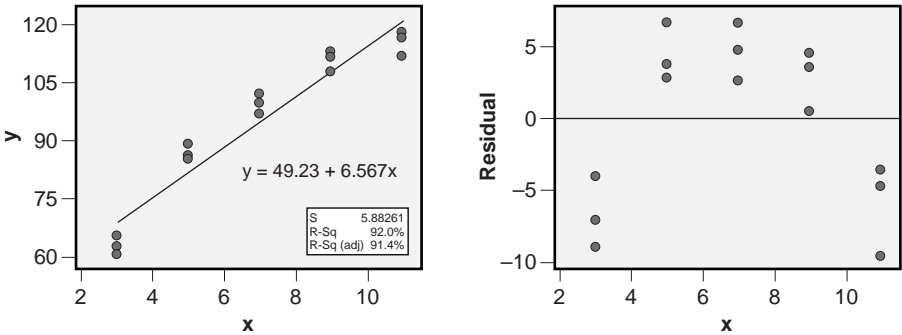 120
105
90
75
60
y
y = 49.23 + 6.567x
S 5.88261
R-Sq 92.0%
R-Sq (adj) 91.4%
2 4 6 8 10
x
5
0
−5
−10
Residual
2 4 6 8 10
x